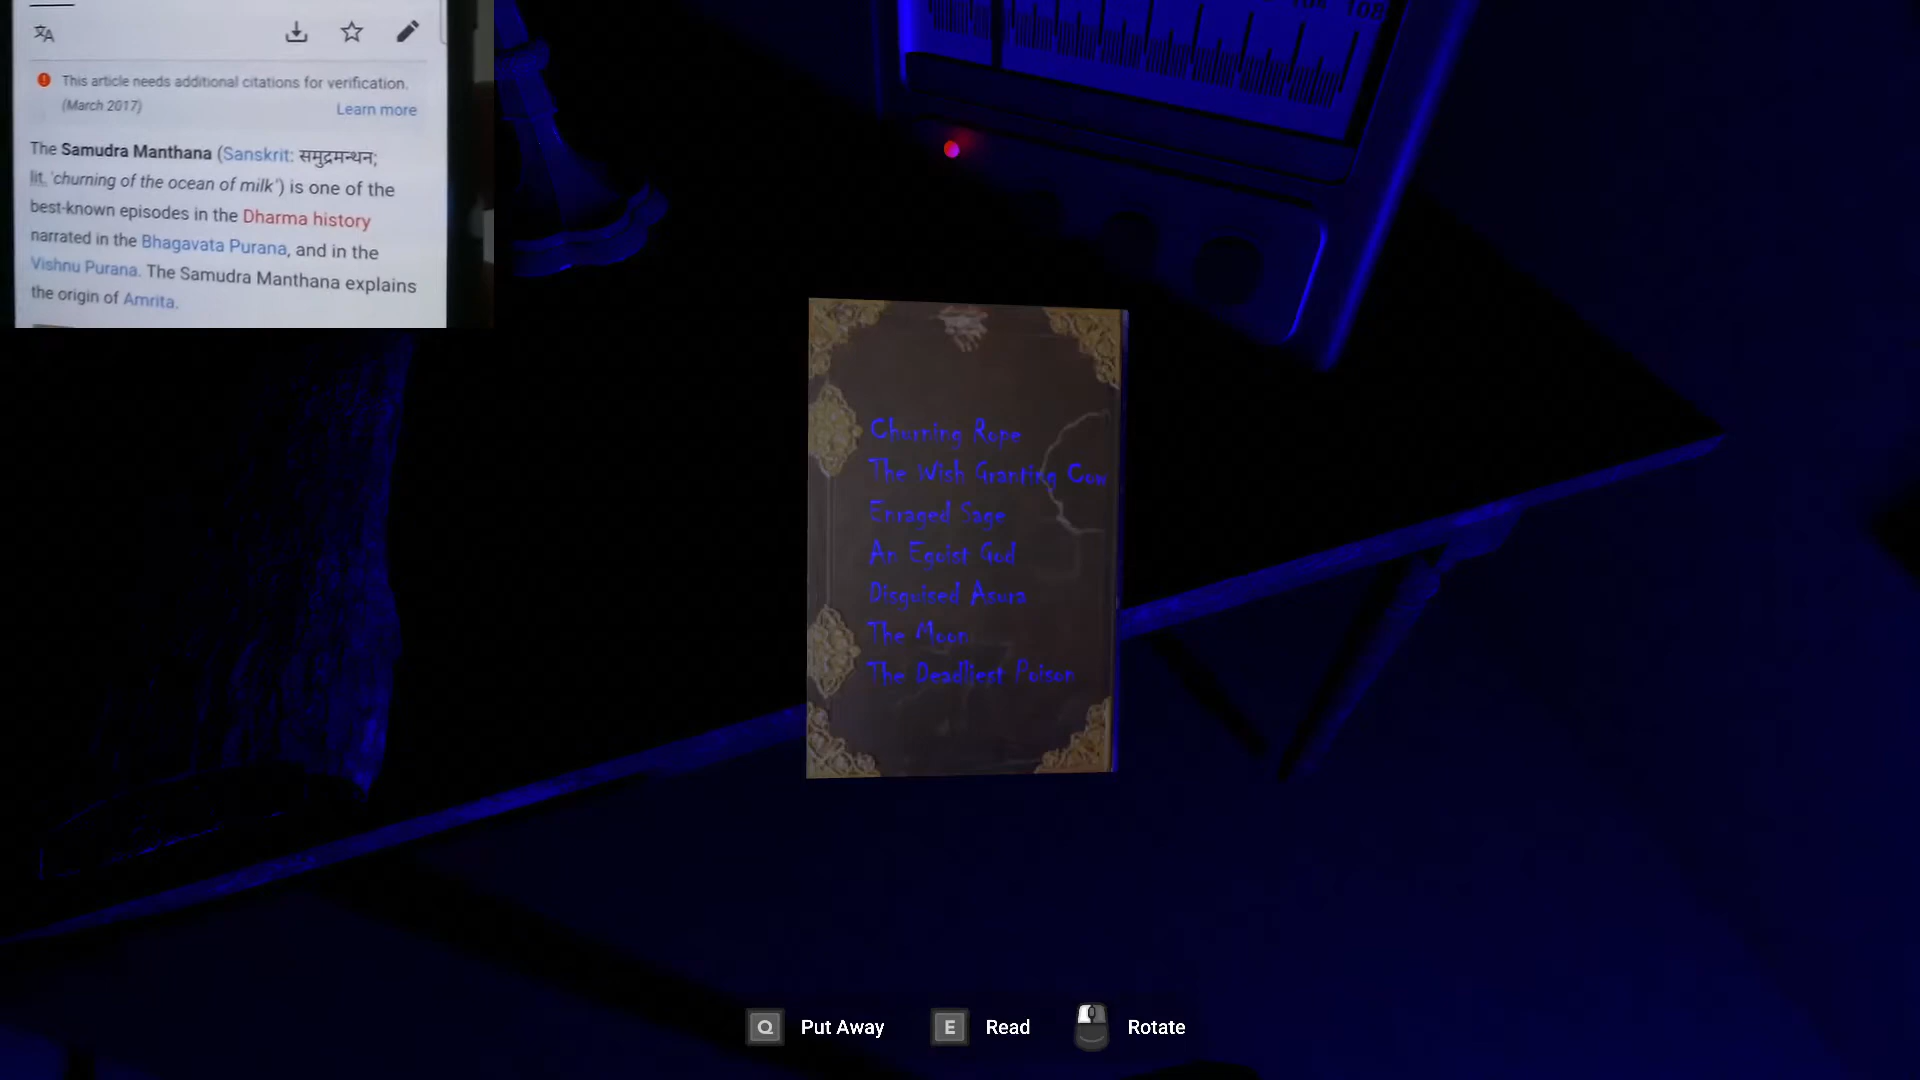 This article needs additional citations for verification.
(March 2017) Learn more
The Samudra Manthana (Sanskrit: समुद्रमन्थन;
lit. 'churning of the ocean of milk') is one of the
best-known episodes in the Dharma history
narrated in the Bhagavata Purana, and in the
Vishnu Purana. The Samudra Manthana explains
the origin of Amrita.
108
Churning Rope
The Wish Granting Cow
Enraged Sage
An Egoist God
Disguised Asura
The Moon
The Deadliest Poison
Q Put Away E Read Rotate